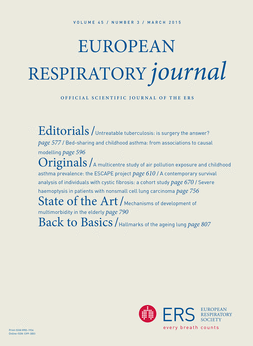 VOLUME 45 / NUMBER 3 / MARCH 2015
EUROPEAN
RESPIRATORY journal
OFFICIAL SCIENTIFIC JOURNAL OF THE ERS
Editorials / Untreatable tuberculosis: is surgery the answer?
page 577 / Bed-sharing and childhood asthma: from associations to causal
modelling page 596
Originals / A multicentre study of air pollution exposure and childhood
asthma prevalence: the ESCAPE project page 610 / A contemporary survival
analysis of individuals with cystic fibrosis: a cohort study page 670 / Severe
haemoptysis in patients with nonsmall cell lung carcinoma page 756
State of the Art / Mechanisms of development of
multimorbidity in the elderly page 790
Back to Basics / Hallmarks of the ageing lung page 807
ERS
EUROPEAN
RESPIRATORY
SOCIETY
every breath counts